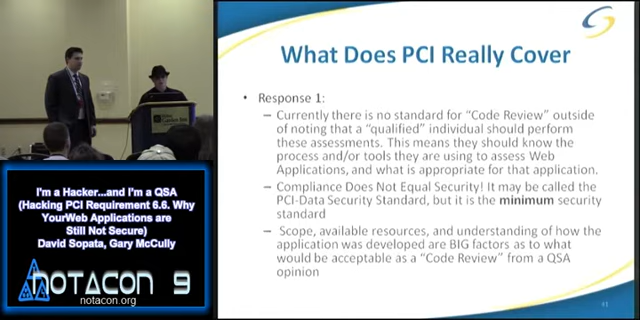 What Does PCI Really Cover
• Response 1:
– Currently there is no standard for "Code Review" outside
of noting that a "qualified" individual should perform
these assessments. This means they should know the
process and/or tools they are using to assess Web
Applications, and what is appropriate for that application.
– Compliance Does Not Equal Security! It may be called the
PCI-Data Security Standard, but it is the minimum security
standard
– Scope, available resources, and understanding of how the
application was developed are BIG factors as to what
would be acceptable as a "Code Review" from a QSA
opinion
41
I'm a Hacker...and I'm a QSA
(Hacking PCI Requirement 6.6. Why
YourWeb Applications are
Still Not Secure)
David Sopata, Gary McCully
NOTACON 9
notacon.org